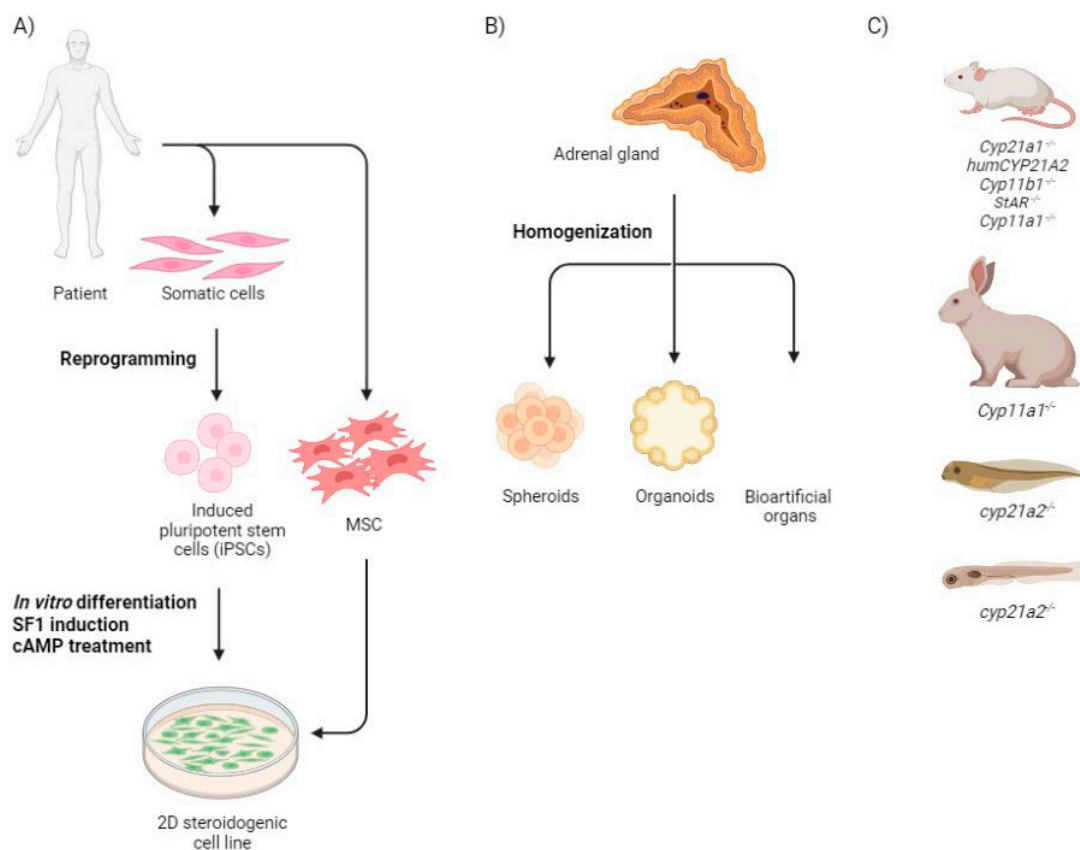 A)
Patient
Somatic cells
Reprogramming
Induced
pluripotent stem
cells (iPSCs)
MSC
In vitro differentiation
SF1 induction
cAMP treatment
2D steroidogenic
cell line
B)
Adrenal gland
Homogenization
Spheroids
Organoids
Bioartificial
organs
C)
Cyp21a1-/-
humCYP21A2
Cyp11b1-/-
StAR-/-
Cyp11a1-/-
Cyp11a1-/-
cyp21a2-/-
cyp21a2-/-